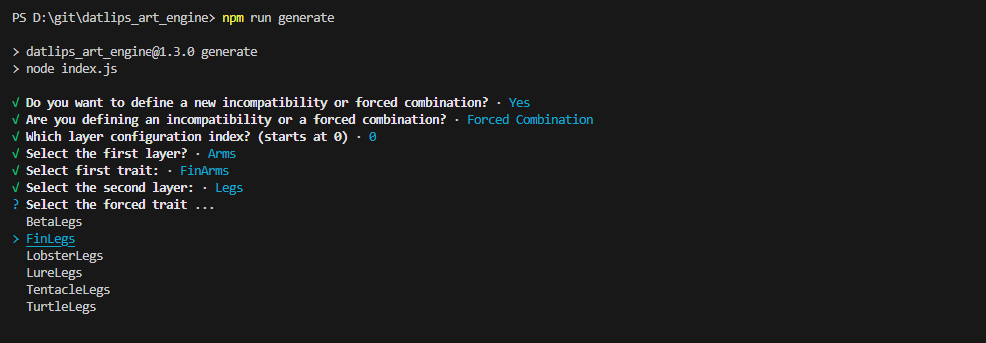 PS D:\git\datlips_art_engine> npm run generate
> datlips_art_engine@1.3.0 generate
> node index.js
√ Do you want to define a new incompatibility or forced combination? · Yes
√ Are you defining an incompatibility or a forced combination? · Forced Combination
√ Which layer configuration index? (starts at 0) · 0
√ Select the first layer? · Arms
√ Select first trait: · FinArms
√ Select the second layer: · Legs
? Select the forced trait ...
BetaLegs
> FinLegs
LobsterLegs
LureLegs
TentacleLegs
TurtleLegs